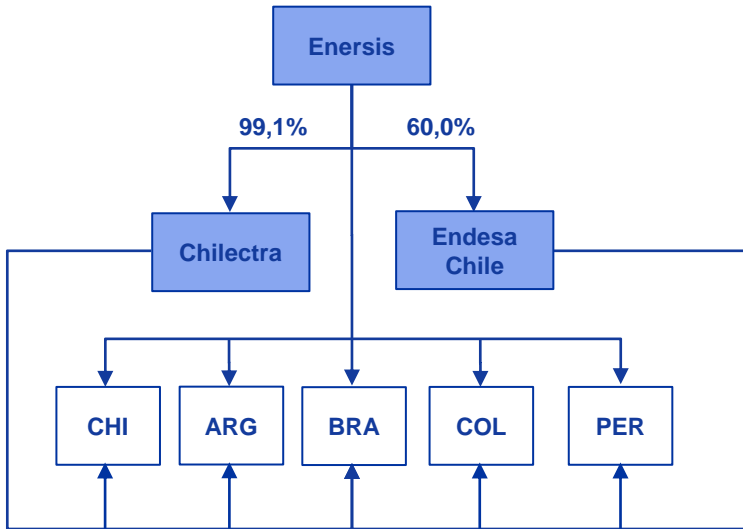 Enersis
99,1%
60,0%
Chilectra
Endesa
Chile
CHI
ARG
BRA
COL
PER